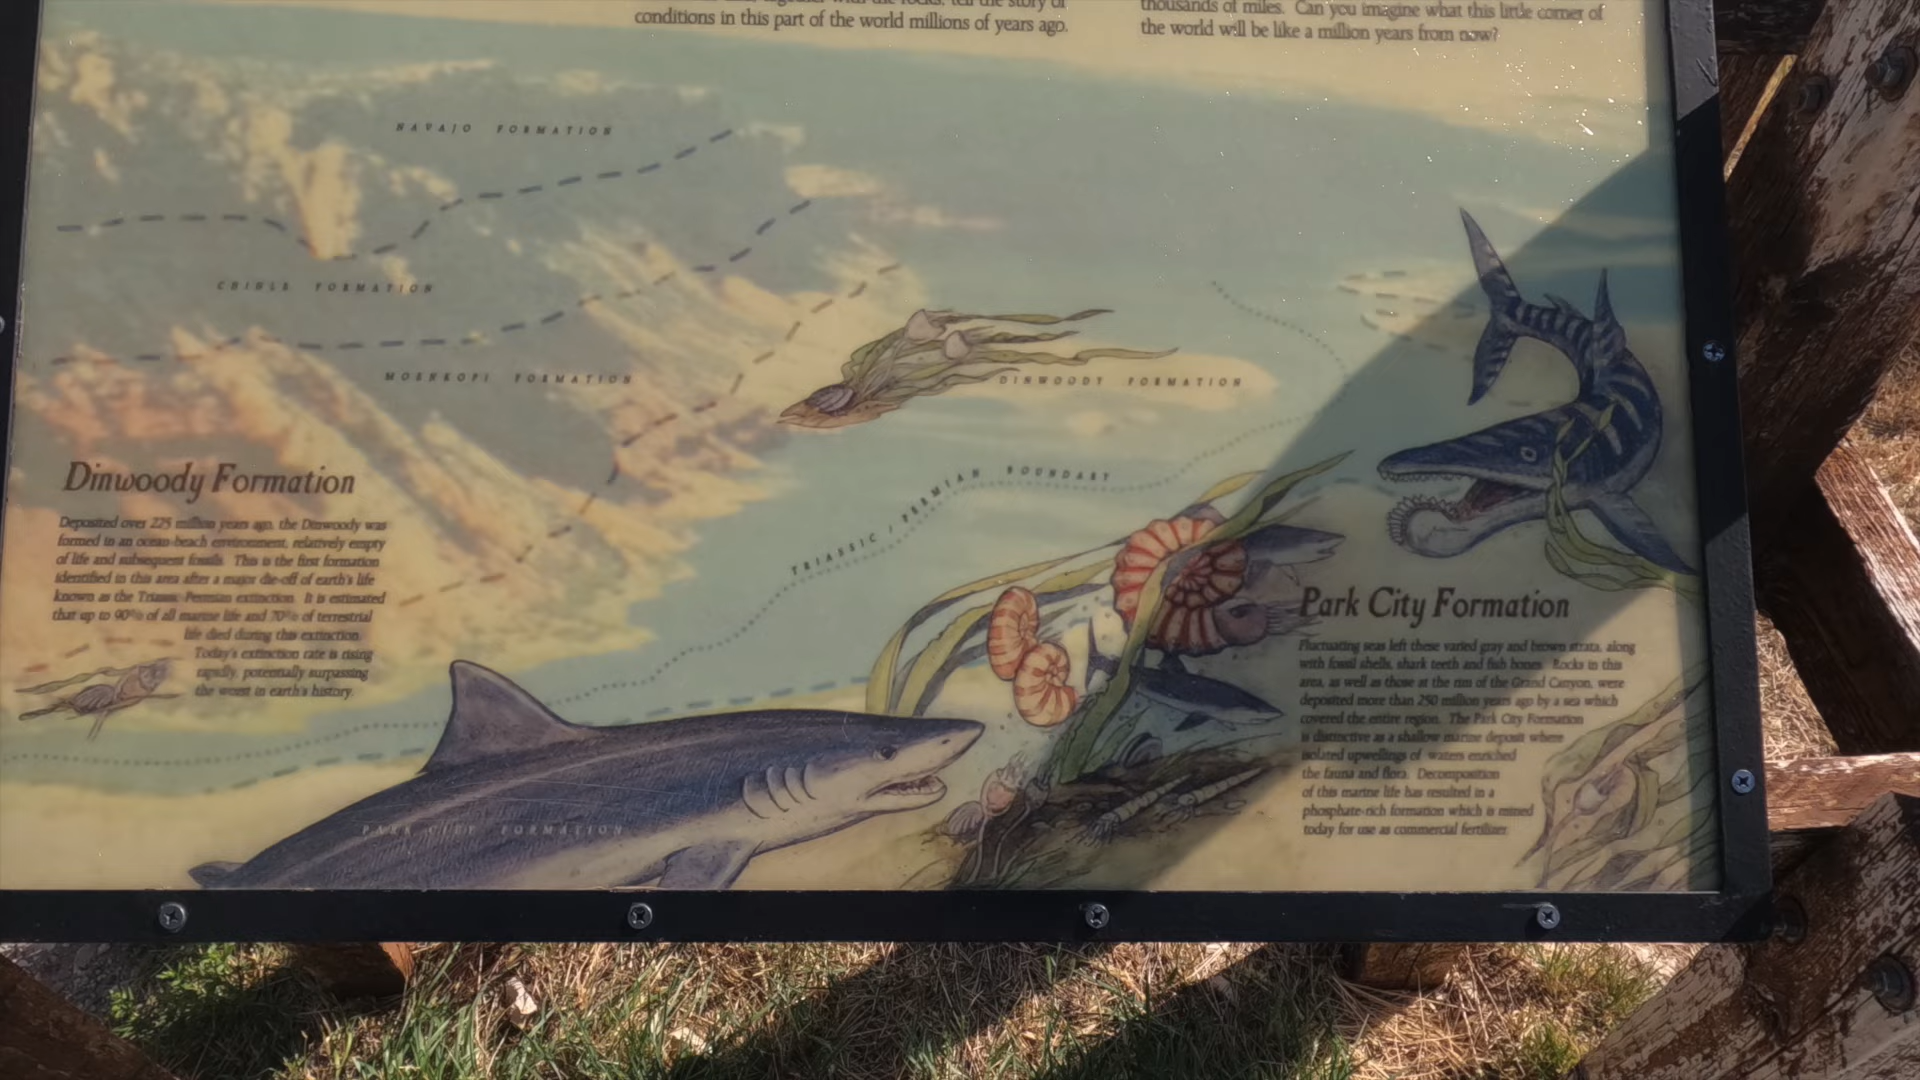 tell the story of
conditions in this part of the world millions of years ago.
thousands of miles. Can you imagine what this little corner of
the world will be like a million years from now?
NAVAJO FORMATION
CHINLE FORMATION
MOENKOPI FORMATION
DINWOODY FORMATION
TRIASSIC / PERMIAN BOUNDARY
Dinwoody Formation
Deposited over 225 million years ago, the Dinwoody was
formed in an ocean-beach environment, relatively empty
of life and subsequent fossils. This is the first formation
identified in this area after a major die-off of earth's life
known as the Triassic-Permian extinction. It is estimated
that up to 90% of all marine life and 70% of terrestrial
life died during this extinction.
Today's extinction rate is rising
rapidly, potentially surpassing
the worst in earth's history.
Park City Formation
Fluctuating seas left these varied gray and brown strata, along
with fossil shells, shark teeth and fish bones. Rocks in this
area, as well as those at the rim of the Grand Canyon, were
deposited more than 250 million years ago by a sea which
covered the entire region. The Park City Formation
is distinctive as a shallow marine deposit where
isolated upwellings of waters enriched
the fauna and flora. Decomposition
of this marine life has resulted in a
phosphate-rich formation which is mined
today for use as commercial fertilizer.
PARK CITY FORMATION